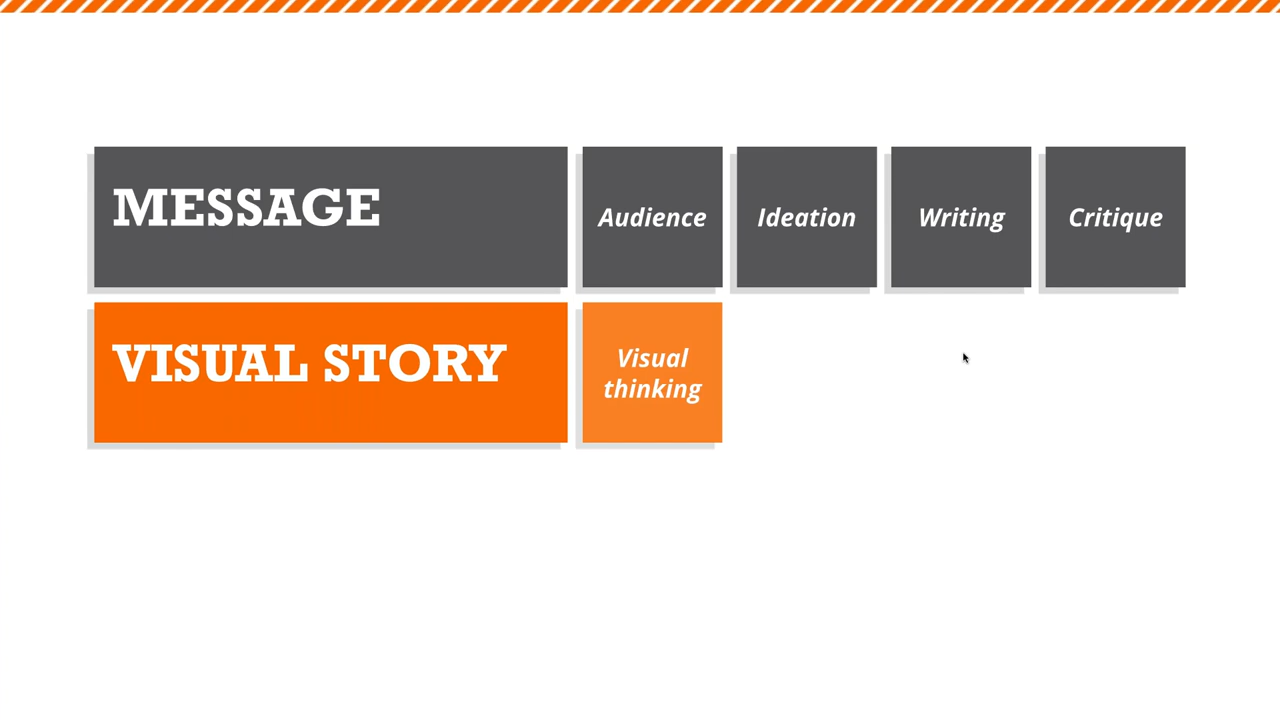 MESSAGE
Audience
Ideation
Writing
Critique
VISUAL STORY
Visual
thinking